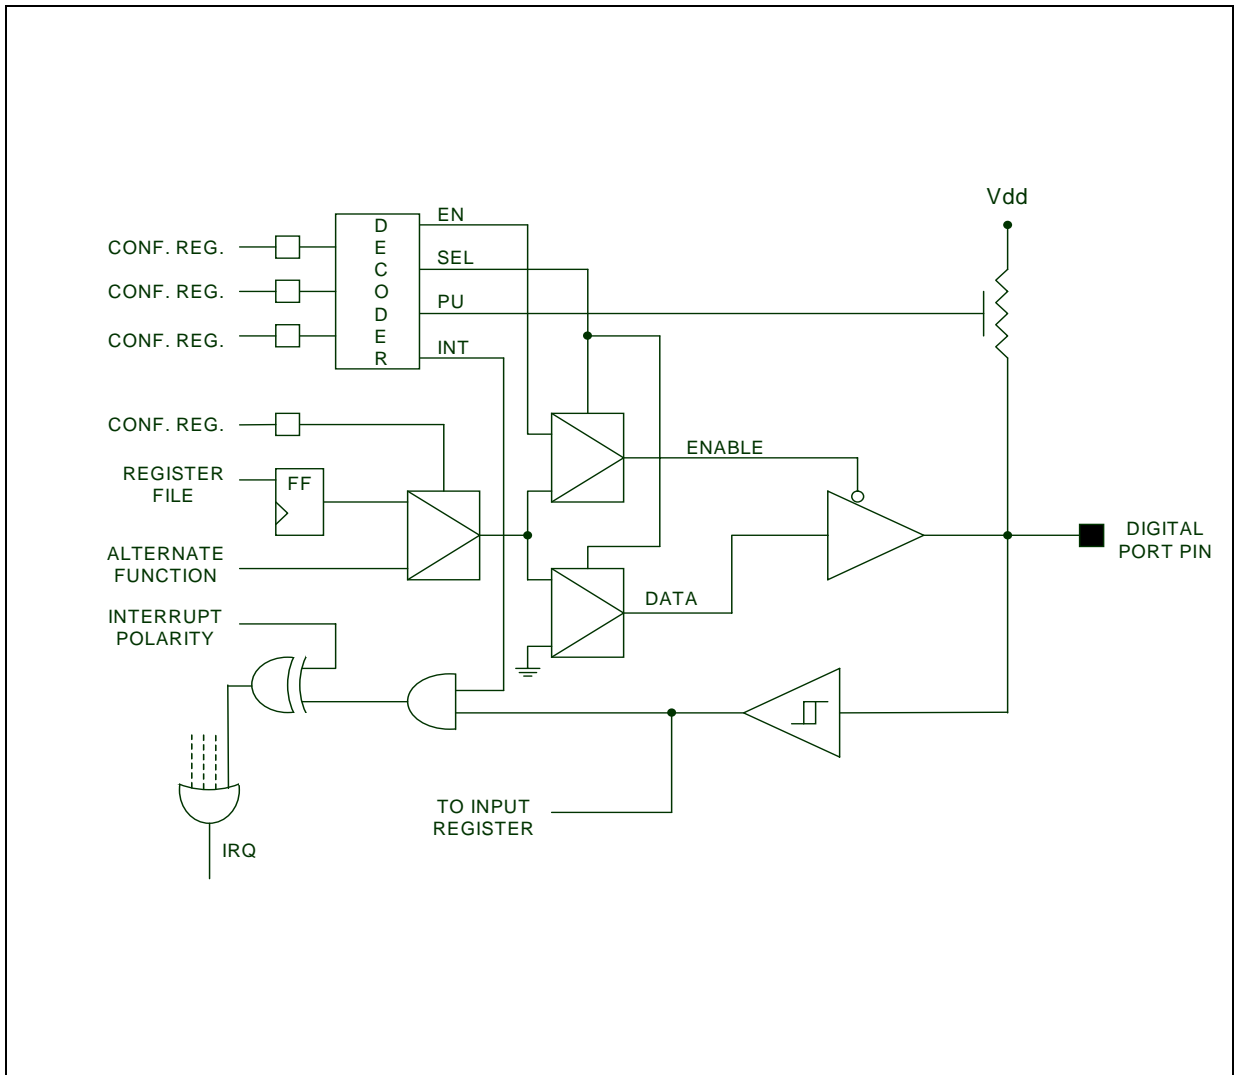 Vdd
D
E
C
O
D
E
R
EN
SEL
PU
INT
CONF. REG.
CONF. REG.
CONF. REG.
CONF. REG.
REGISTER
FILE
FF
ALTERNATE
FUNCTION
INTERRUPT
POLARITY
ENABLE
DATA
DIGITAL
PORT PIN
TO INPUT
REGISTER
IRQ